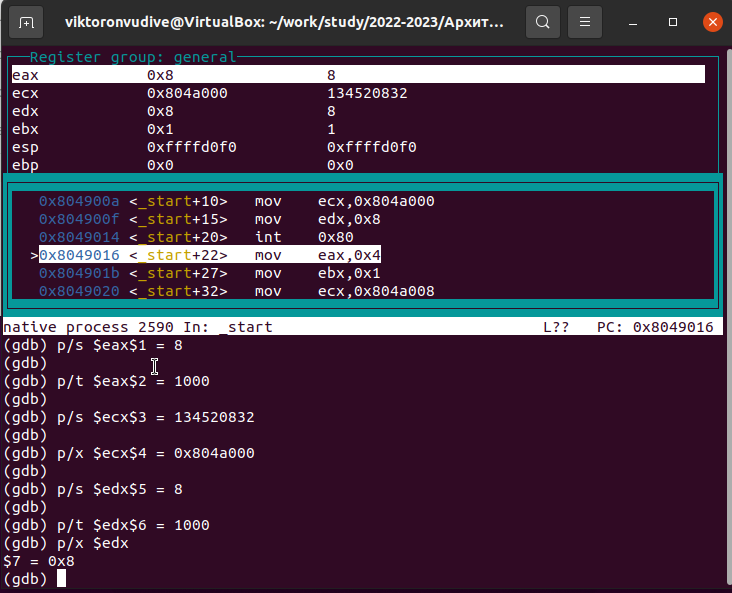 viktoronvudive@VirtualBox: ~/work/study/2022-2023/Архит...
Register group: general
eax 0x8 8
ecx 0x804a000 134520832
edx 0x8 8
ebx 0x1 1
esp 0xffffd0f0 0xffffd0f0
ebp 0x0 0x0
0x804900a <_start+10> mov ecx,0x804a000
0x804900f <_start+15> mov edx,0x8
0x8049014 <_start+20> int 0x80
>0x8049016 <_start+22> mov eax,0x4
0x804901b <_start+27> mov ebx,0x1
0x8049020 <_start+32> mov ecx,0x804a008
native process 2590 In: _start L?? PC: 0x8049016
(gdb) p/s $eax$1 = 8
(gdb)
(gdb) p/t $eax$2 = 1000
(gdb)
(gdb) p/s $ecx$3 = 134520832
(gdb)
(gdb) p/x $ecx$4 = 0x804a000
(gdb)
(gdb) p/s $edx$5 = 8
(gdb)
(gdb) p/t $edx$6 = 1000
(gdb) p/x $edx
$7 = 0x8
(gdb)